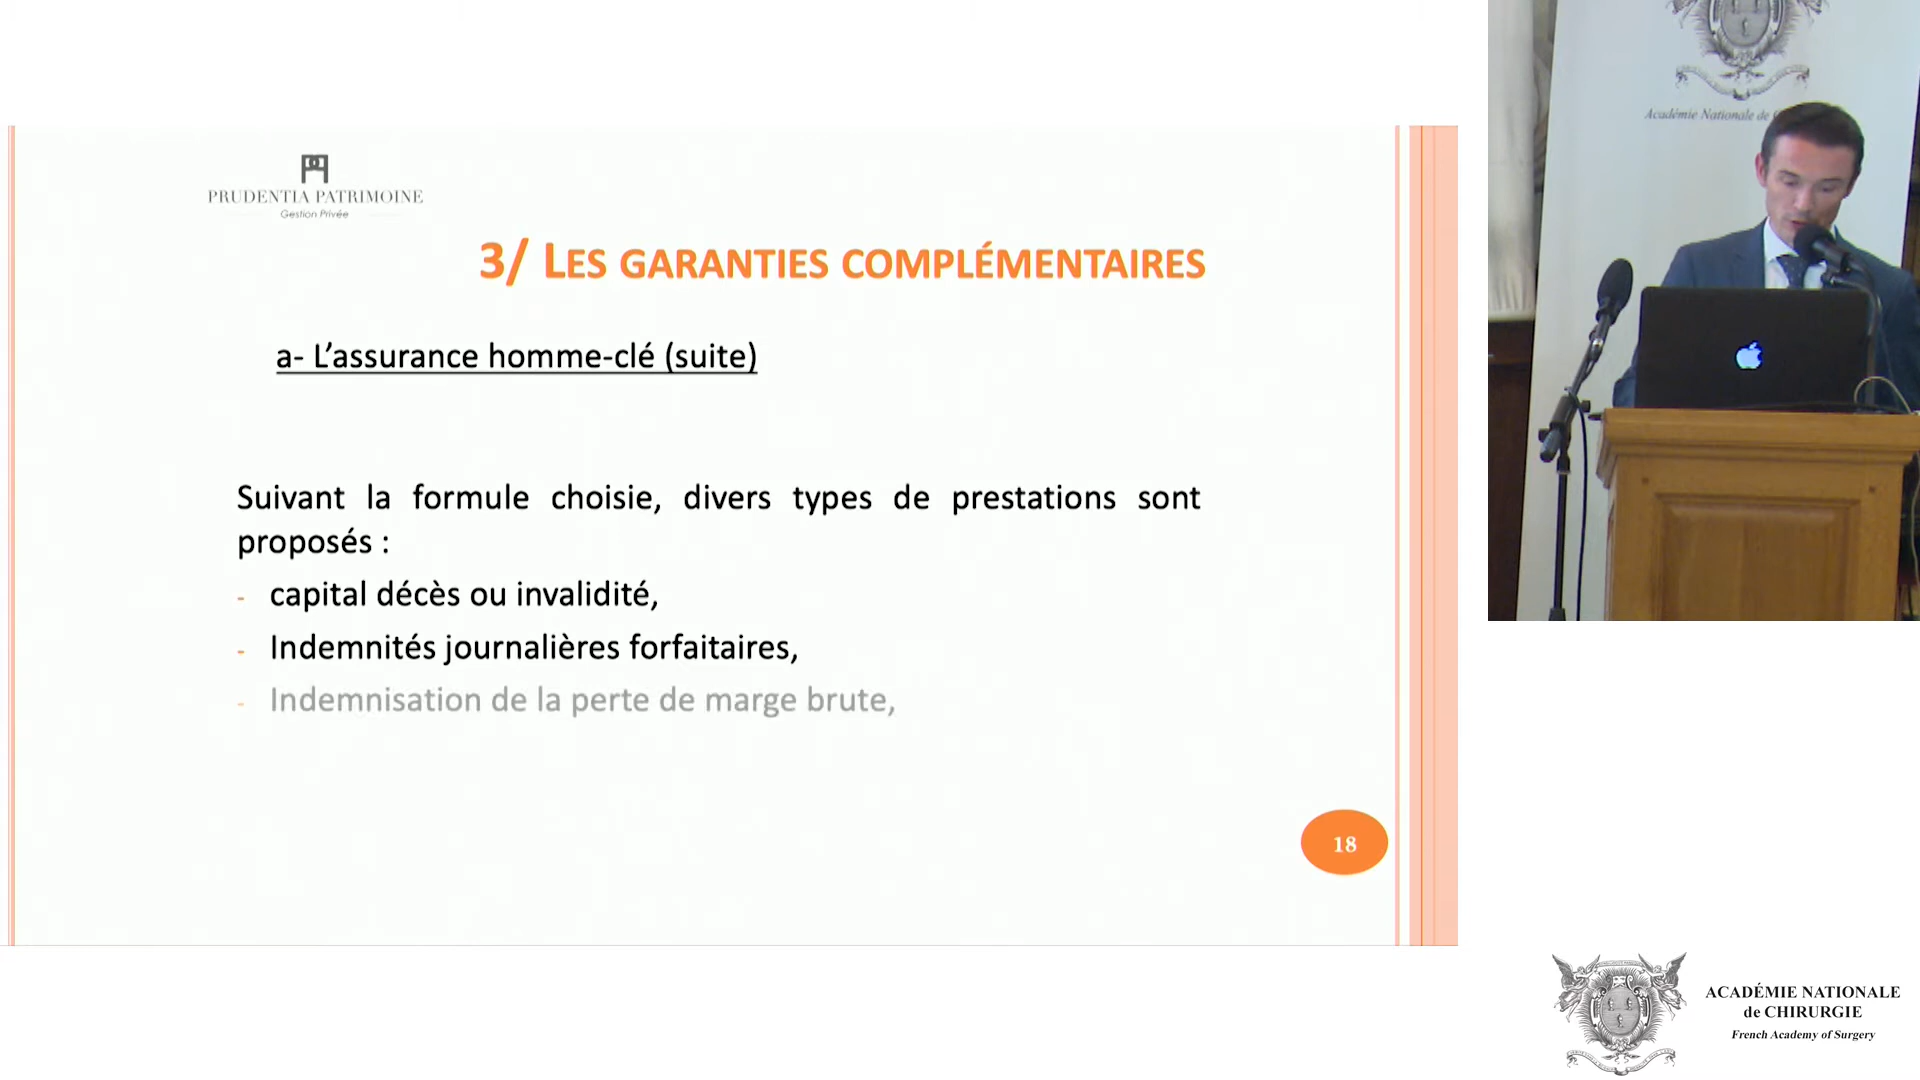 PRUDENTIA PATRIMOINE
Gestion Privée
3/ LES GARANTIES COMPLÉMENTAIRES
a- L’assurance homme-clé (suite)
Suivant la formule choisie, divers types de prestations sont
proposés :
- capital décès ou invalidité,
- Indemnités journalières forfaitaires,
- Indemnisation de la perte de marge brute,
18
Académie Nationale de
ACADÉMIE NATIONALE
de CHIRURGIE
French Academy of Surgery